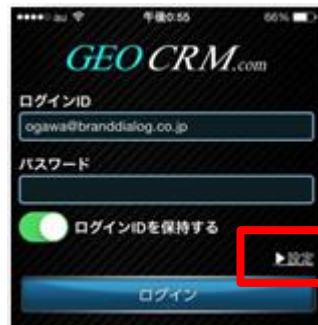 au 午後0:55 66%
GEO CRM.com
ログインID
ogawa@branddialog.co.jp
パスワード
ログインIDを保持する
▶設定
ログイン